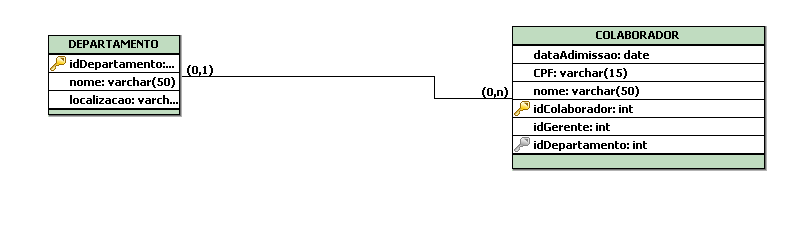 DEPARTAMENTO
idDepartamento:...
nome: varchar(50)
localizacao: varch...
(0,1)
(0,n)
COLABORADOR
dataAdimissao: date
CPF: varchar(15)
nome: varchar(50)
idColaborador: int
idGerente: int
idDepartamento: int